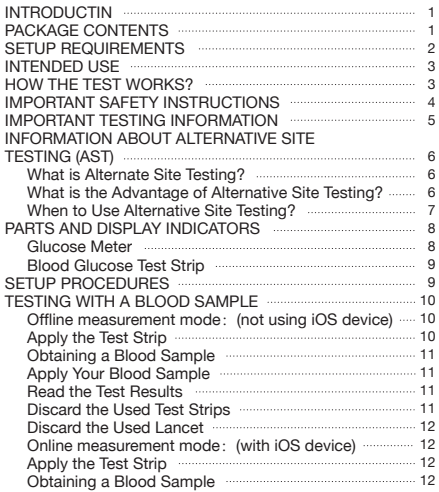 INTRODUCTIN 1
PACKAGE CONTENTS 1
SETUP REQUIREMENTS 2
INTENDED USE 3
HOW THE TEST WORKS? 3
IMPORTANT SAFETY INSTRUCTIONS 4
IMPORTANT TESTING INFORMATION 5
INFORMATION ABOUT ALTERNATIVE SITE
TESTING (AST) 6
What is Alternate Site Testing? 6
What is the Advantage of Alternative Site Testing? 6
When to Use Alternative Site Testing? 7
PARTS AND DISPLAY INDICATORS 8
Glucose Meter 8
Blood Glucose Test Strip 9
SETUP PROCEDURES 9
TESTING WITH A BLOOD SAMPLE 10
Offline measurement mode: (not using iOS device) 10
Apply the Test Strip 10
Obtaining a Blood Sample 11
Apply Your Blood Sample 11
Read the Test Results 11
Discard the Used Test Strips 11
Discard the Used Lancet 12
Online measurement mode: (with iOS device) 12
Apply the Test Strip 12
Obtaining a Blood Sample 12